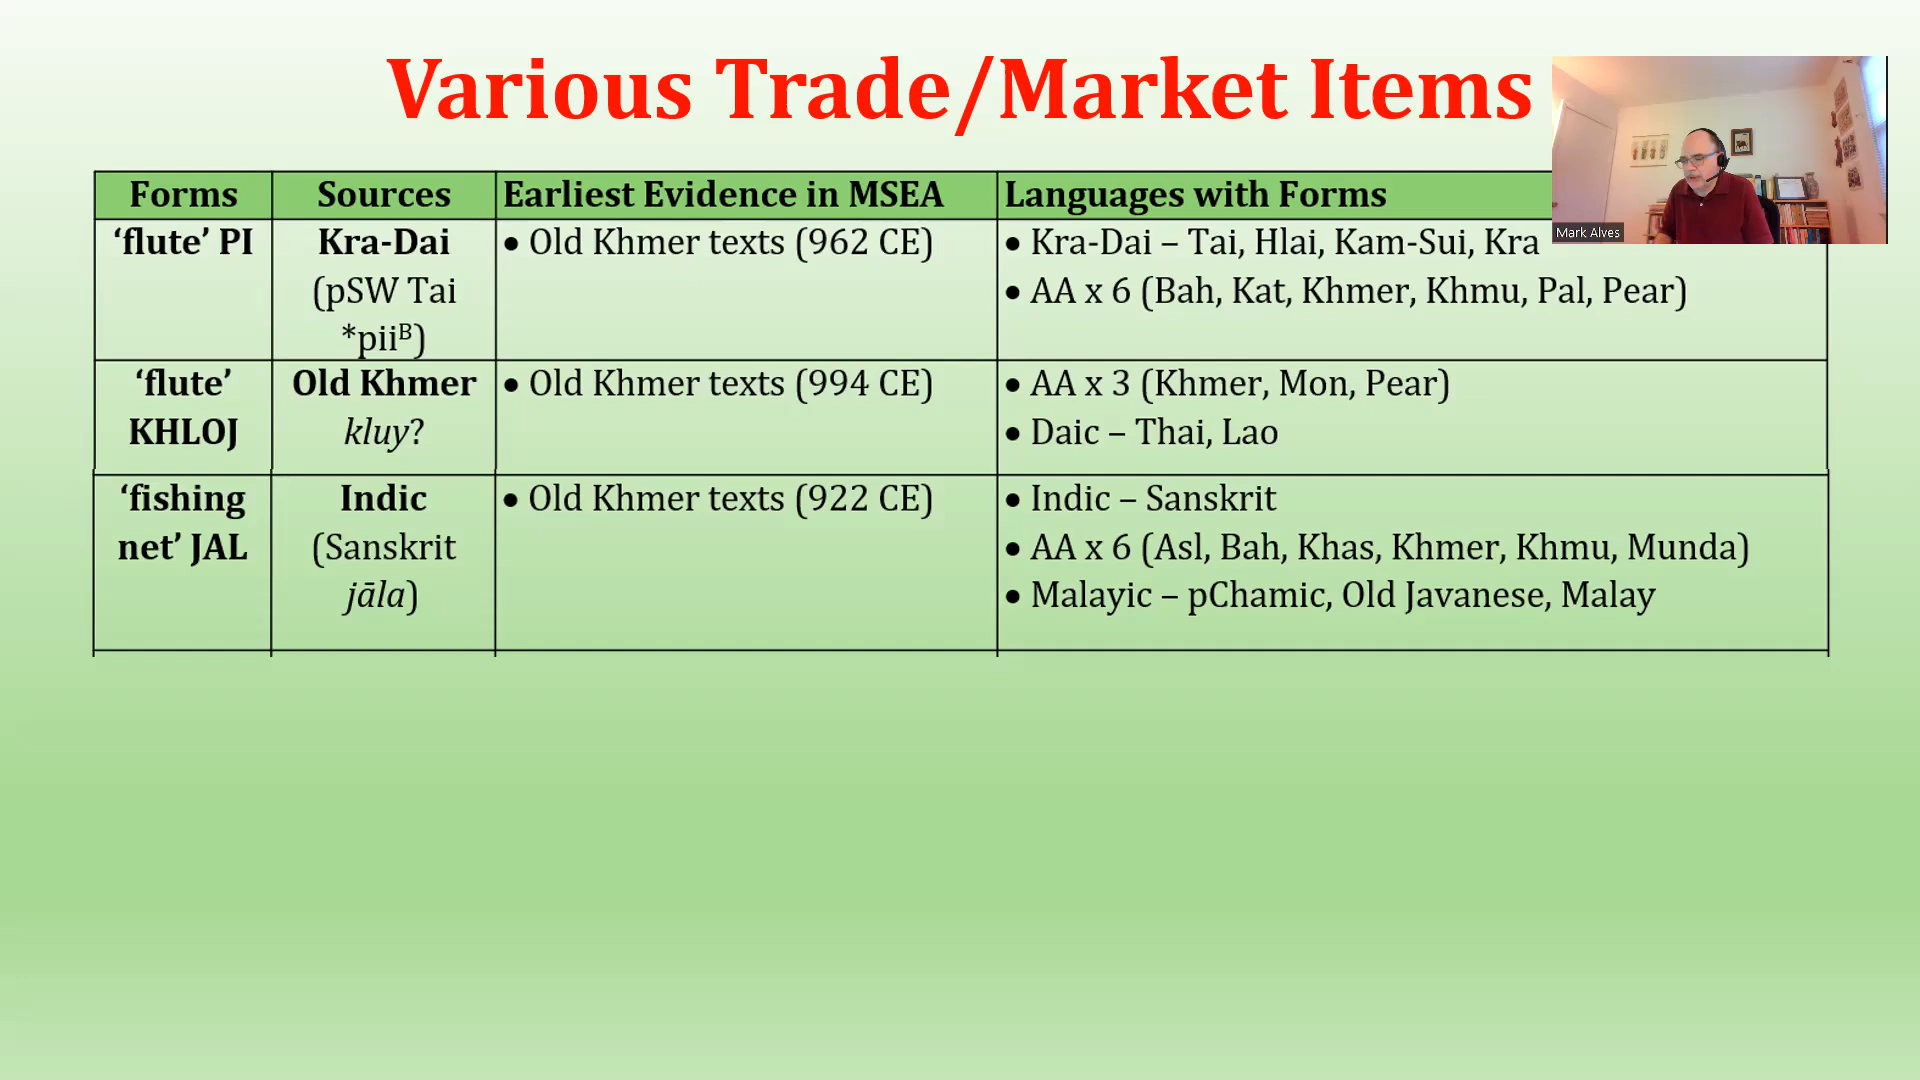 Various Trade/Market Items
Mark Alves
Forms Sources Earliest Evidence in MSEA Languages with Forms
‘flute’ PI
Kra-Dai
(pSW Tai
*piiᴮ)
• Old Khmer texts (962 CE)
• Kra-Dai – Tai, Hlai, Kam-Sui, Kra
• AA x 6 (Bah, Kat, Khmer, Khmu, Pal, Pear)
‘flute’
KHLOJ
Old Khmer
kluy?
• Old Khmer texts (994 CE)
• AA x 3 (Khmer, Mon, Pear)
• Daic – Thai, Lao
‘fishing
net’ JAL
Indic
(Sanskrit
jāla)
• Old Khmer texts (922 CE)
• Indic – Sanskrit
• AA x 6 (Asl, Bah, Khas, Khmer, Khmu, Munda)
• Malayic – pChamic, Old Javanese, Malay